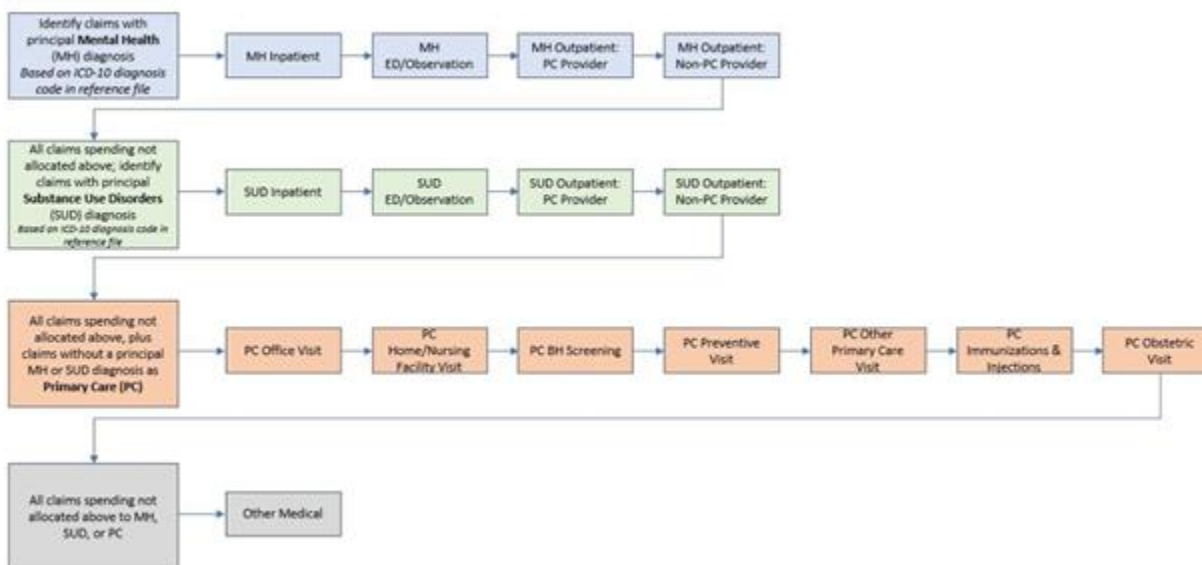 Identify claims with
principal Mental Health
(MH) diagnosis
Based on ICD-10 diagnosis
code in reference file
MH Inpatient
MH
ED/Observation
MH Outpatient:
PC Provider
MH Outpatient:
Non-PC Provider
All claims spending not
allocated above; identify
claims with principal
Substance Use Disorders
(SUD) diagnosis
Based on ICD-10 diagnosis code in
reference file
SUD Inpatient
SUD
ED/Observation
SUD Outpatient:
PC Provider
SUD Outpatient:
Non-PC Provider
All claims spending not
allocated above, plus
claims without a principal
MH or SUD diagnosis as
Primary Care (PC)
PC Office Visit
PC
Home/Nursing
Facility Visit
PC BH Screening
PC Preventive
Visit
PC Other
Primary Care
Visit
PC
Immunizations &
Injections
PC Obstetric
Visit
All claims spending not
allocated above to MH,
SUD, or PC
Other Medical